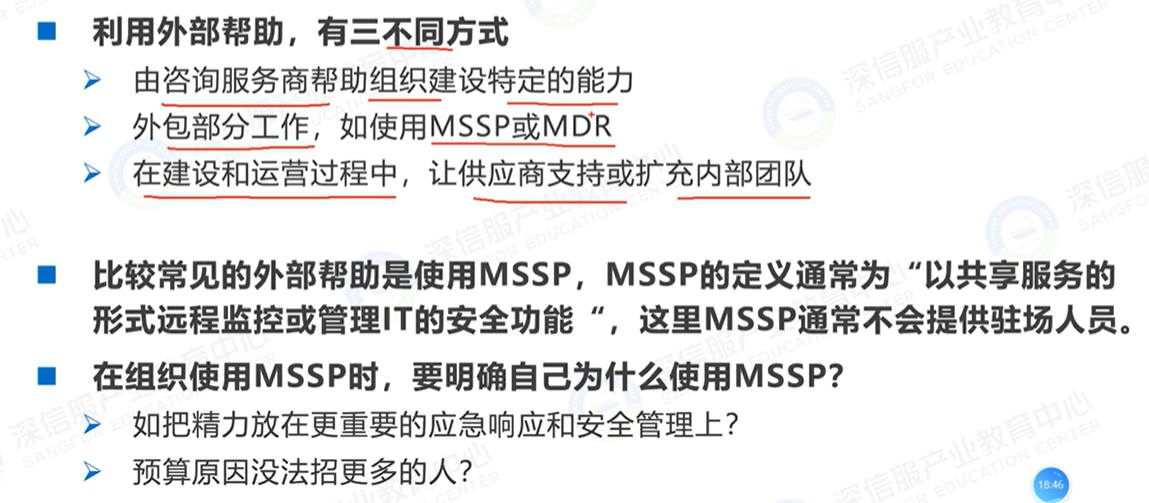 利用外部帮助，有三不同方式
由咨询服务商帮助组织建设特定的能力
外包部分工作，如使用MSSP或MDR
在建设和运营过程中，让供应商支持或扩充内部团队
比较常见的外部帮助是使用MSSP，MSSP的定义通常为“以共享服务的
形式远程监控或管理IT的安全功能“，这里MSSP通常不会提供驻场人员。
在组织使用MSSP时，要明确自己为什么使用MSSP？
如把精力放在更重要的应急响应和安全管理上？
预算原因没法招更多的人？
18:46
深信服产业教育中心
SANGFOR EDUCATION CENTER